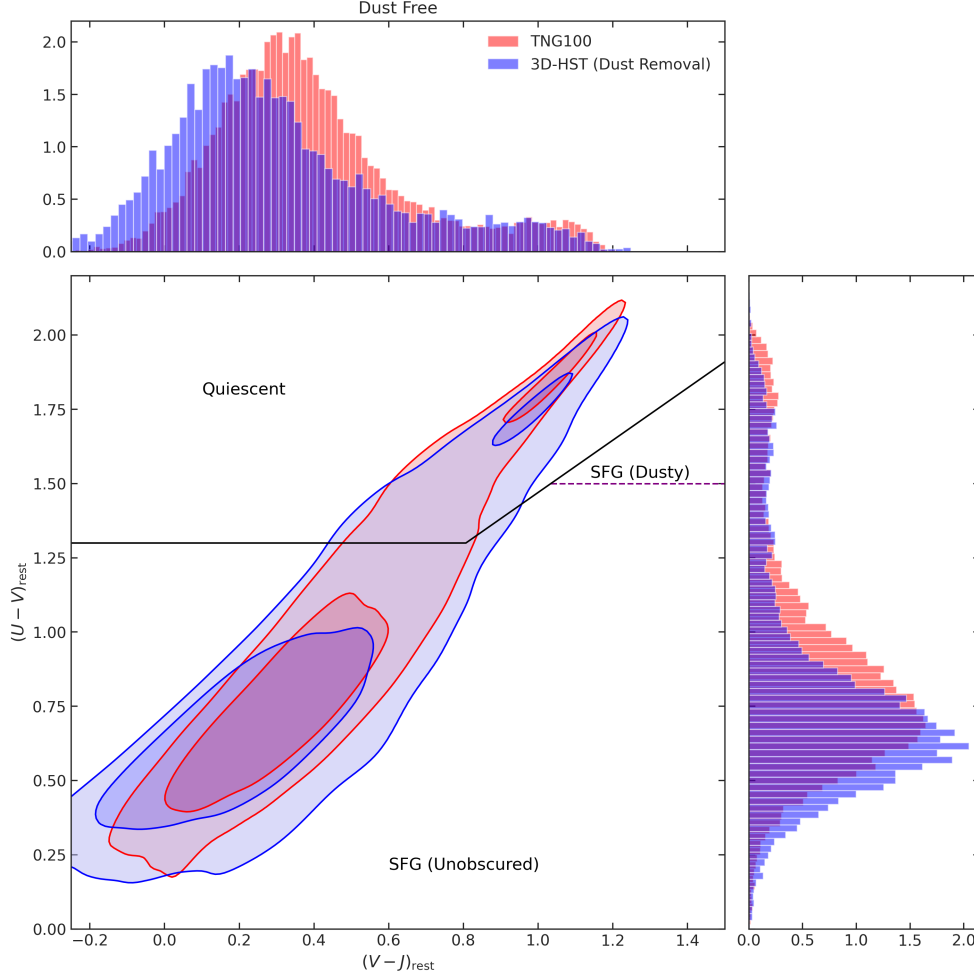 Dust Free
TNG100
3D-HST (Dust Removal)
2.0
1.5
1.0
0.5
0.0
Quiescent
SFG (Dusty)
SFG (Unobscured)
2.00
1.75
1.50
1.25
1.00
0.75
0.50
0.25
0.00
(U − V)rest
−0.2 0.0 0.2 0.4 0.6 0.8 1.0 1.2 1.4
(V − J)rest
0.0 0.5 1.0 1.5 2.0